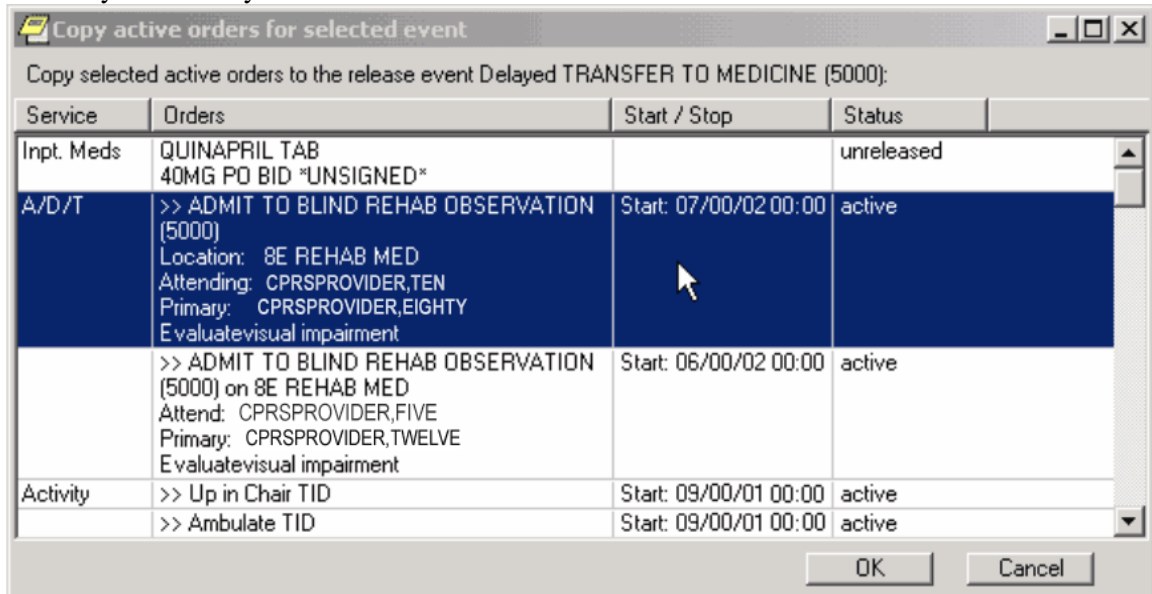 Copy active orders for selected event
Copy selected active orders to the release event Delayed TRANSFER TO MEDICINE (5000):
Service Orders Start / Stop Status
Inpt. Meds QUINAPRIL TAB unreleased
40MG PO BID *UNSIGNED*
A/D/T >> ADMIT TO BLIND REHAB OBSERVATION Start: 07/00/02 00:00 active
(5000)
Location: 8E REHAB MED
Attending: CPRSPROVIDER,TEN
Primary: CPRSPROVIDER,EIGHTY
Evaluatevisual impairment
>> ADMIT TO BLIND REHAB OBSERVATION Start: 06/00/02 00:00 active
(5000) on 8E REHAB MED
Attend: CPRSPROVIDER,FIVE
Primary: CPRSPROVIDER,TWELVE
Evaluatevisual impairment
Activity >> Up in Chair TID Start: 09/00/01 00:00 active
>> Ambulate TID Start: 09/00/01 00:00 active
OK Cancel